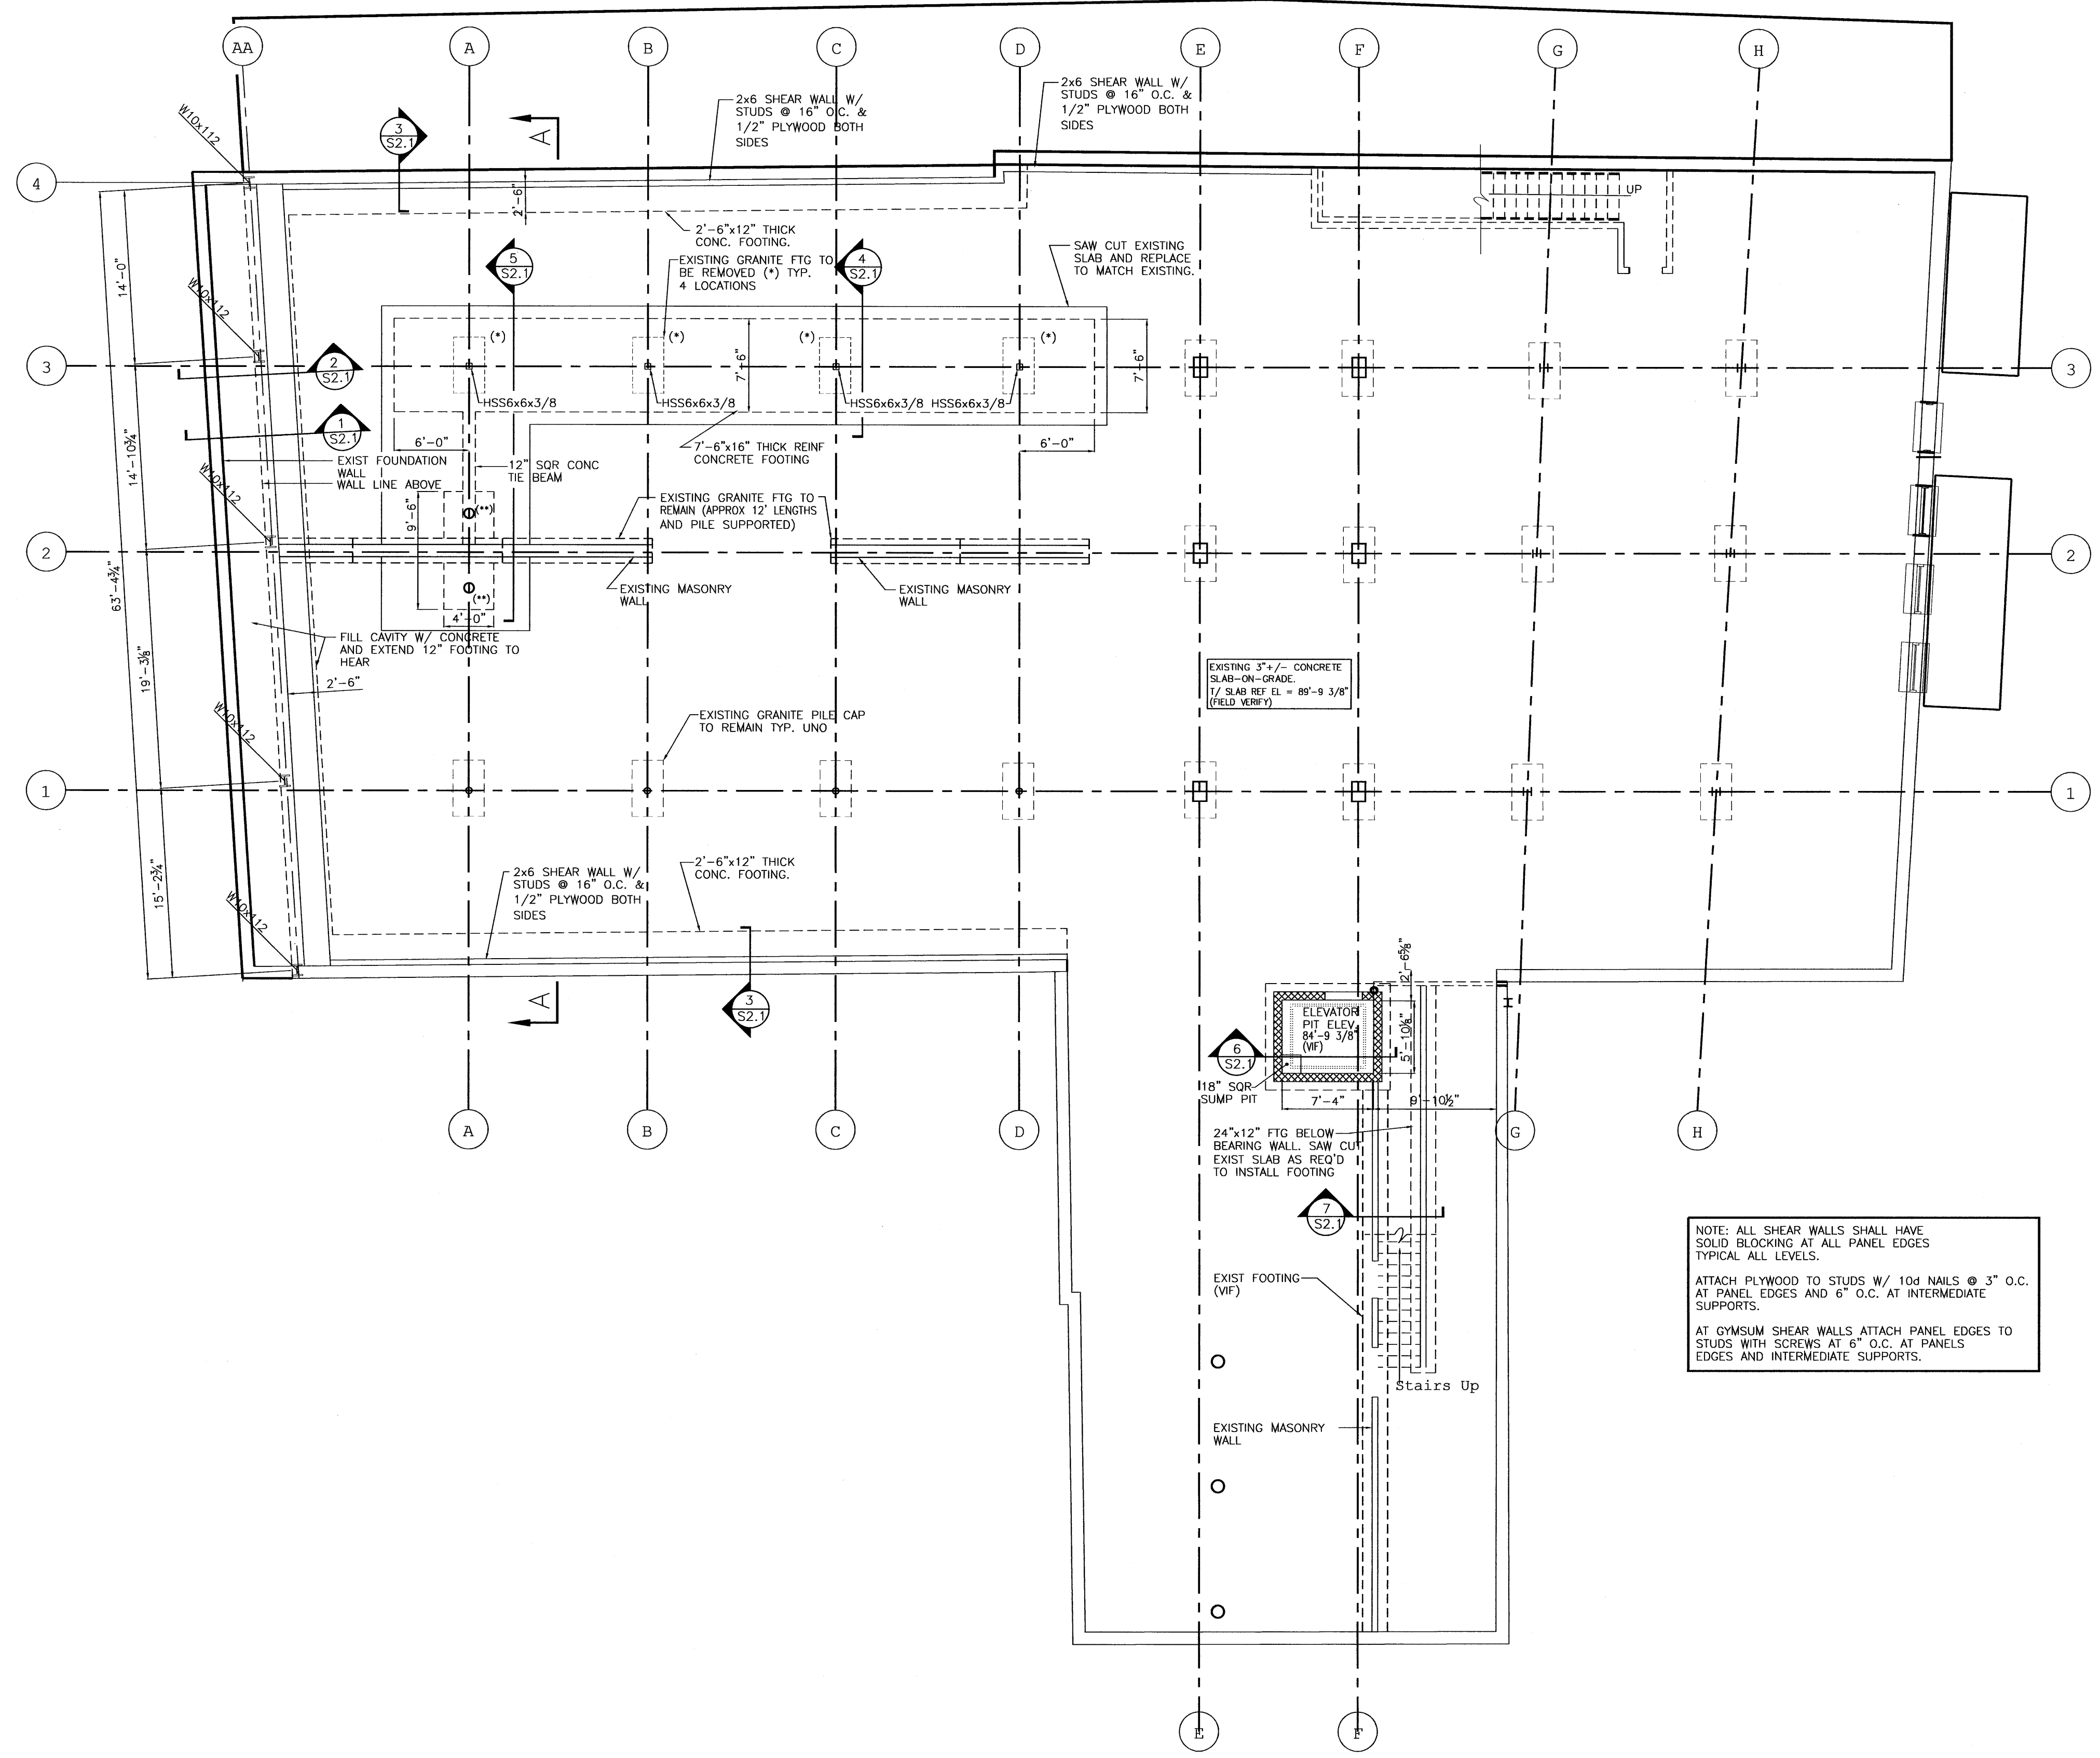 AA
A
B
C
D
E
F
G
H
2x6 SHEAR WALL W/
STUDS @ 16" O.C. &
1/2" PLYWOOD BOTH
SIDES
2x6 SHEAR WALL W/
STUDS @ 16" O.C. &
1/2" PLYWOOD BOTH
SIDES
W10x112
3
S2.1
A
4
2'-6"
UP
2'-6"x12" THICK
CONC. FOOTING.
5
S2.1
EXISTING GRANITE FTG TO
BE REMOVED (*) TYP.
4 LOCATIONS
4
S2.1
SAW CUT EXISTING
SLAB AND REPLACE
TO MATCH EXISTING.
14'-0"
W10x112
(*)
(*)
(*)
(*)
7'-6"
7'-6"
3
2
S2.1
3
HSS6x6x3/8
HSS6x6x3/8
HSS6x6x3/8
HSS6x6x3/8
1
S2.1
14'-10¾"
6'-0"
6'-0"
7'-6"x16" THICK REINF
CONCRETE FOOTING
EXIST FOUNDATION
WALL
WALL LINE ABOVE
12" SQR CONC
TIE BEAM
W10x112
9'-6"
(**)
EXISTING GRANITE FTG TO
REMAIN (APPROX 12' LENGTHS
AND PILE SUPPORTED)
2
2
63'-4¾"
EXISTING MASONRY
WALL
EXISTING MASONRY
WALL
(**)
4'-0"
FILL CAVITY W/ CONCRETE
AND EXTEND 12" FOOTING TO
HEAR
19'-3⅜"
2'-6"
EXISTING 3"+/- CONCRETE
SLAB-ON-GRADE.
T/ SLAB REF EL = 89'-9 3/8"
(FIELD VERIFY)
W10x112
EXISTING GRANITE PILE CAP
TO REMAIN TYP. UNO
1
1
15'-2¾"
2x6 SHEAR WALL W/
STUDS @ 16" O.C. &
1/2" PLYWOOD BOTH
SIDES
2'-6"x12" THICK
CONC. FOOTING.
W10x112
A
3
S2.1
2'-6⅝"
ELEVATOR
PIT ELEV.
84'-9 3/8"
(VIF)
5'-10⅛"
6
S2.1
18" SQR
SUMP PIT
7'-4"
9'-10½"
A
B
C
D
G
H
24"x12" FTG BELOW
BEARING WALL. SAW CUT
EXIST SLAB AS REQ'D
TO INSTALL FOOTING
7
S2.1
EXIST FOOTING
(VIF)
Stairs Up
EXISTING MASONRY
WALL
NOTE: ALL SHEAR WALLS SHALL HAVE
SOLID BLOCKING AT ALL PANEL EDGES
TYPICAL ALL LEVELS.
ATTACH PLYWOOD TO STUDS W/ 10d NAILS @ 3" O.C.
AT PANEL EDGES AND 6" O.C. AT INTERMEDIATE
SUPPORTS.
AT GYMSUM SHEAR WALLS ATTACH PANEL EDGES TO
STUDS WITH SCREWS AT 6" O.C. AT PANELS
EDGES AND INTERMEDIATE SUPPORTS.
E
F